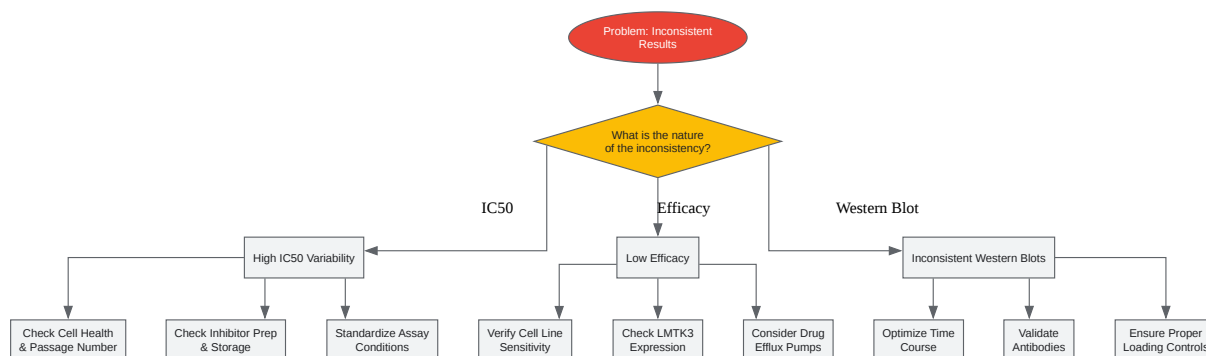 Problem: Inconsistent
Results
What is the nature
of the inconsistency?
IC50
Efficacy
Western Blot
High IC50 Variability
Low Efficacy
Inconsistent Western Blots
Check Cell Health
& Passage Number
Check Inhibitor Prep
& Storage
Standardize Assay
Conditions
Verify Cell Line
Sensitivity
Check LMTK3
Expression
Consider Drug
Efflux Pumps
Optimize Time
Course
Validate
Antibodies
Ensure Proper
Loading Controls